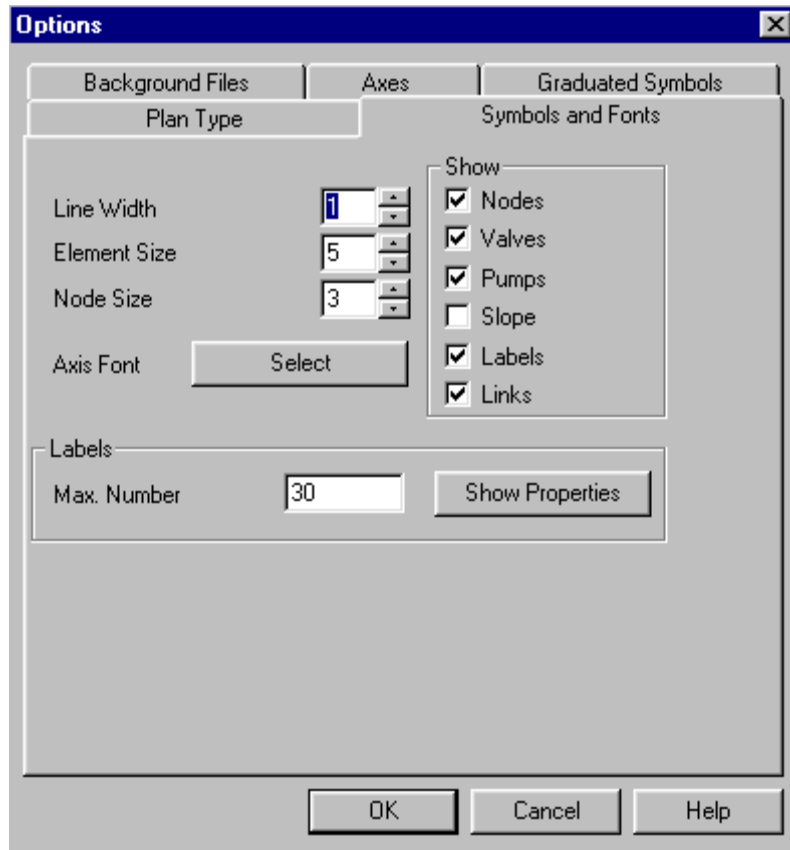 Options
Background Files Axes Graduated Symbols
Plan Type Symbols and Fonts
Show
Line Width 1 Nodes
Element Size 5 Valves
Node Size 3 Pumps
Slope
Axis Font Select Labels
Links
Labels
Max. Number 30 Show Properties
OK Cancel Help